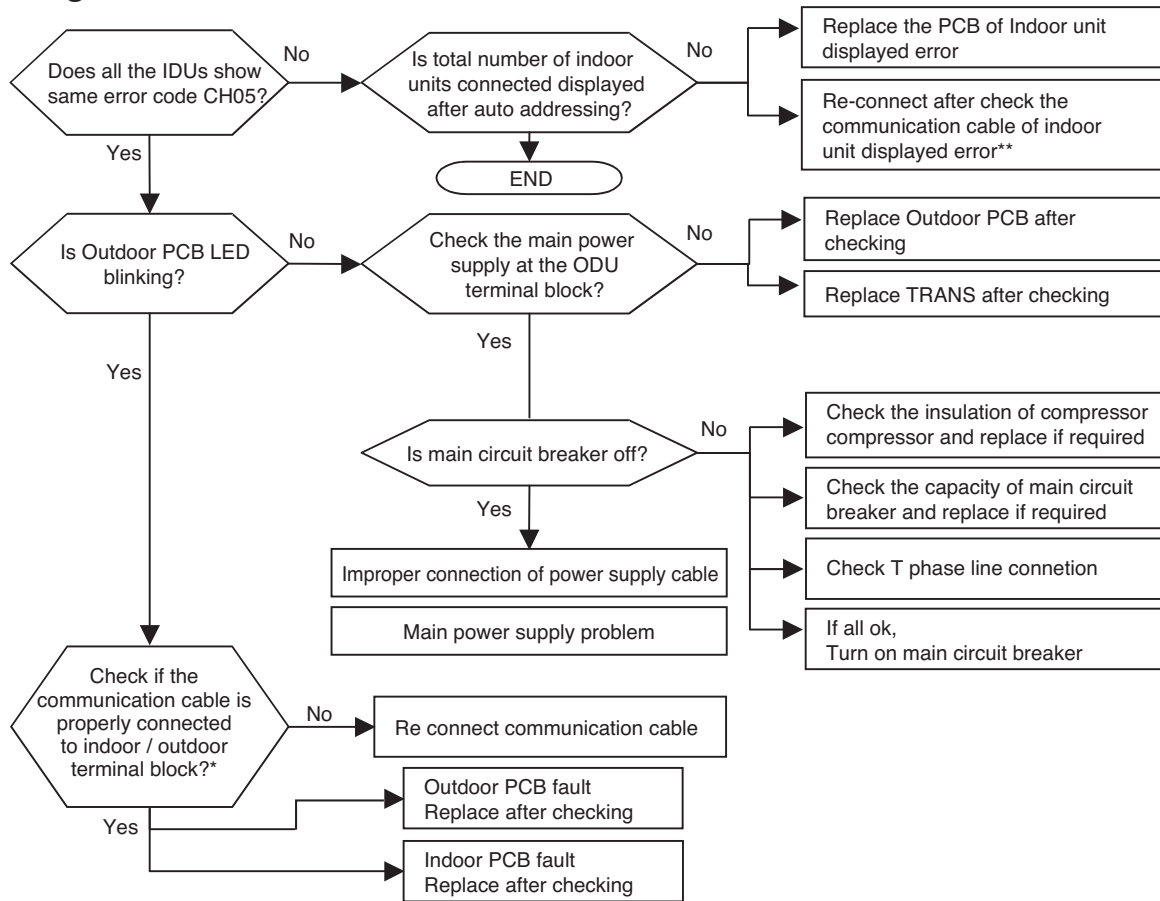 Does all the IDUs show
same error code CH05?
No
Is total number of indoor
units connected displayed
after auto addressing?
No
Replace the PCB of Indoor unit
displayed error
Re-connect after check the
communication cable of indoor
unit displayed error**
Yes
END
Is Outdoor PCB LED
blinking?
No
Check the main power
supply at the ODU
terminal block?
No
Replace Outdoor PCB after
checking
Replace TRANS after checking
Yes
Yes
Is main circuit breaker off?
No
Check the insulation of compressor
compressor and replace if required
Check the capacity of main circuit
breaker and replace if required
Check T phase line connetion
If all ok,
Turn on main circuit breaker
Yes
Improper connection of power supply cable
Main power supply problem
Check if the
communication cable is
properly connected
to indoor / outdoor
terminal block?*
No
Re connect communication cable
Yes
Outdoor PCB fault
Replace after checking
Indoor PCB fault
Replace after checking